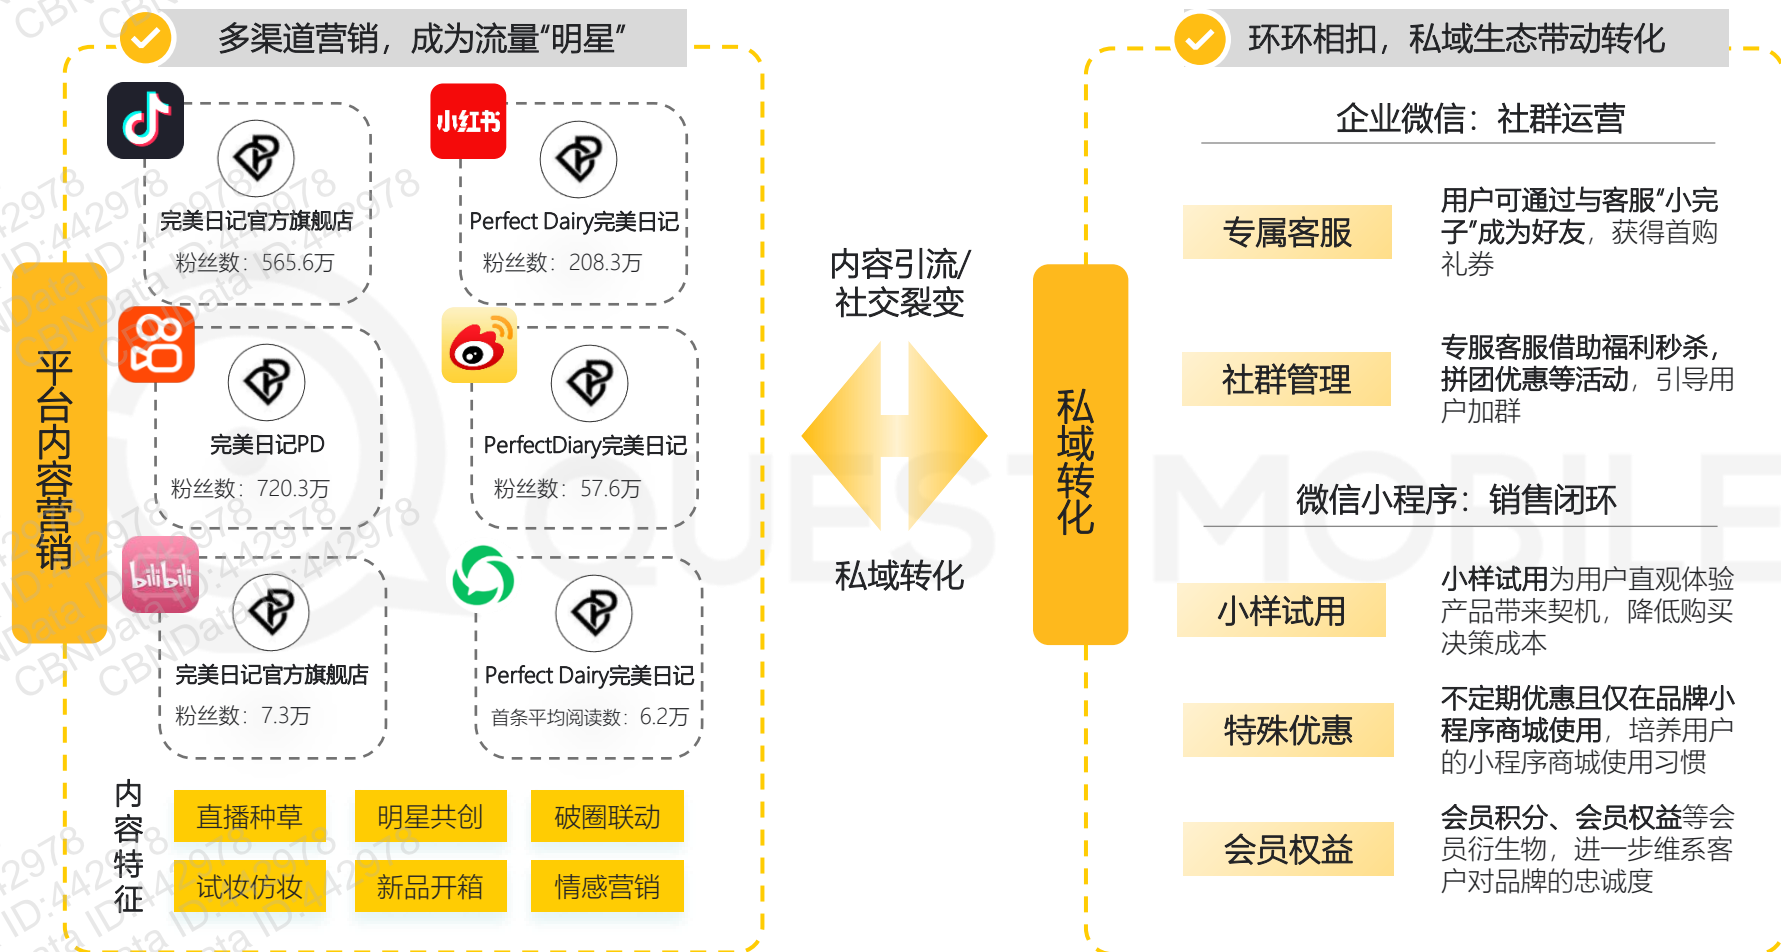 多渠道营销，成为流量“明星”
小红书
完美日记官方旗舰店
粉丝数：565.6万
Perfect Dairy完美日记
粉丝数：208.3万
完美日记PD
粉丝数：720.3万
PerfectDiary完美日记
粉丝数：57.6万
bilibili
完美日记官方旗舰店
粉丝数：7.3万
Perfect Dairy完美日记
首条平均阅读数：6.2万
平台内容营销
内容特征
直播种草
明星共创
破圈联动
试妆仿妆
新品开箱
情感营销
内容引流/
社交裂变
私域转化
私域转化
环环相扣，私域生态带动转化
企业微信：社群运营
专属客服
用户可通过与客服“小完
子”成为好友，获得首购
礼券
社群管理
专服客服借助福利秒杀，
拼团优惠等活动，引导用
户加群
微信小程序：销售闭环
小样试用
小样试用为用户直观体验
产品带来契机，降低购买
决策成本
特殊优惠
不定期优惠且仅在品牌小
程序商城使用，培养用户
的小程序商城使用习惯
会员权益
会员积分、会员权益等会
员衍生物，进一步维系客
户对品牌的忠诚度
QUESTMOBILE
CBNData ID:442978